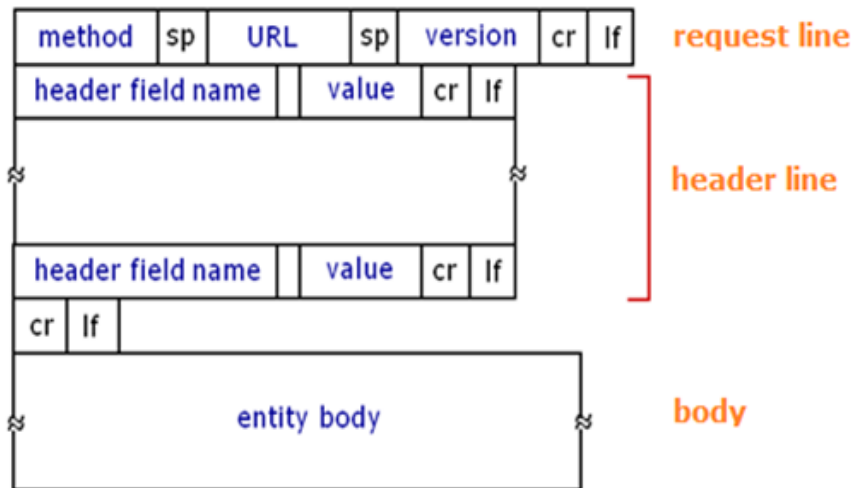 method sp URL sp version cr lf request line
header field name value cr lf
header line
header field name value cr lf
cr lf
entity body body